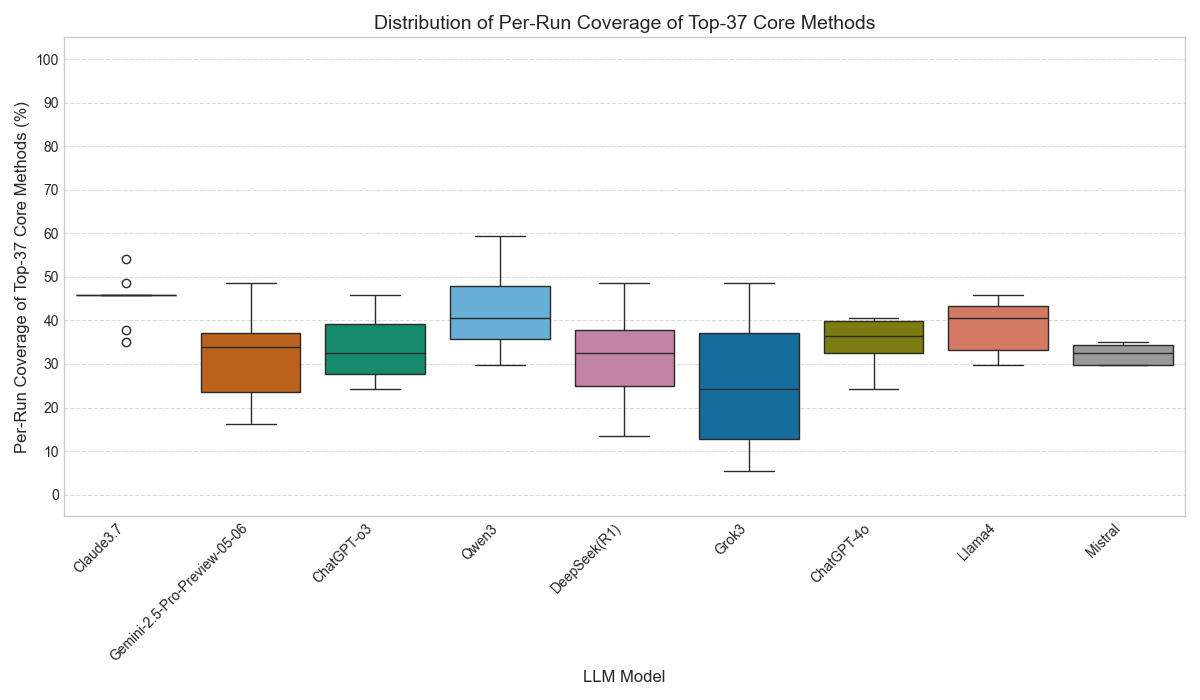 Distribution of Per-Run Coverage of Top-37 Core Methods
Per-Run Coverage of Top-37 Core Methods (%)
100
90
80
70
60
50
40
30
20
10
0
Claude3.7
Gemini-2.5-Pro-Preview-05-06
ChatGPT-o3
Qwen3
DeepSeek(R1)
Grok3
ChatGPT-4o
Llama4
Mistral
LLM Model